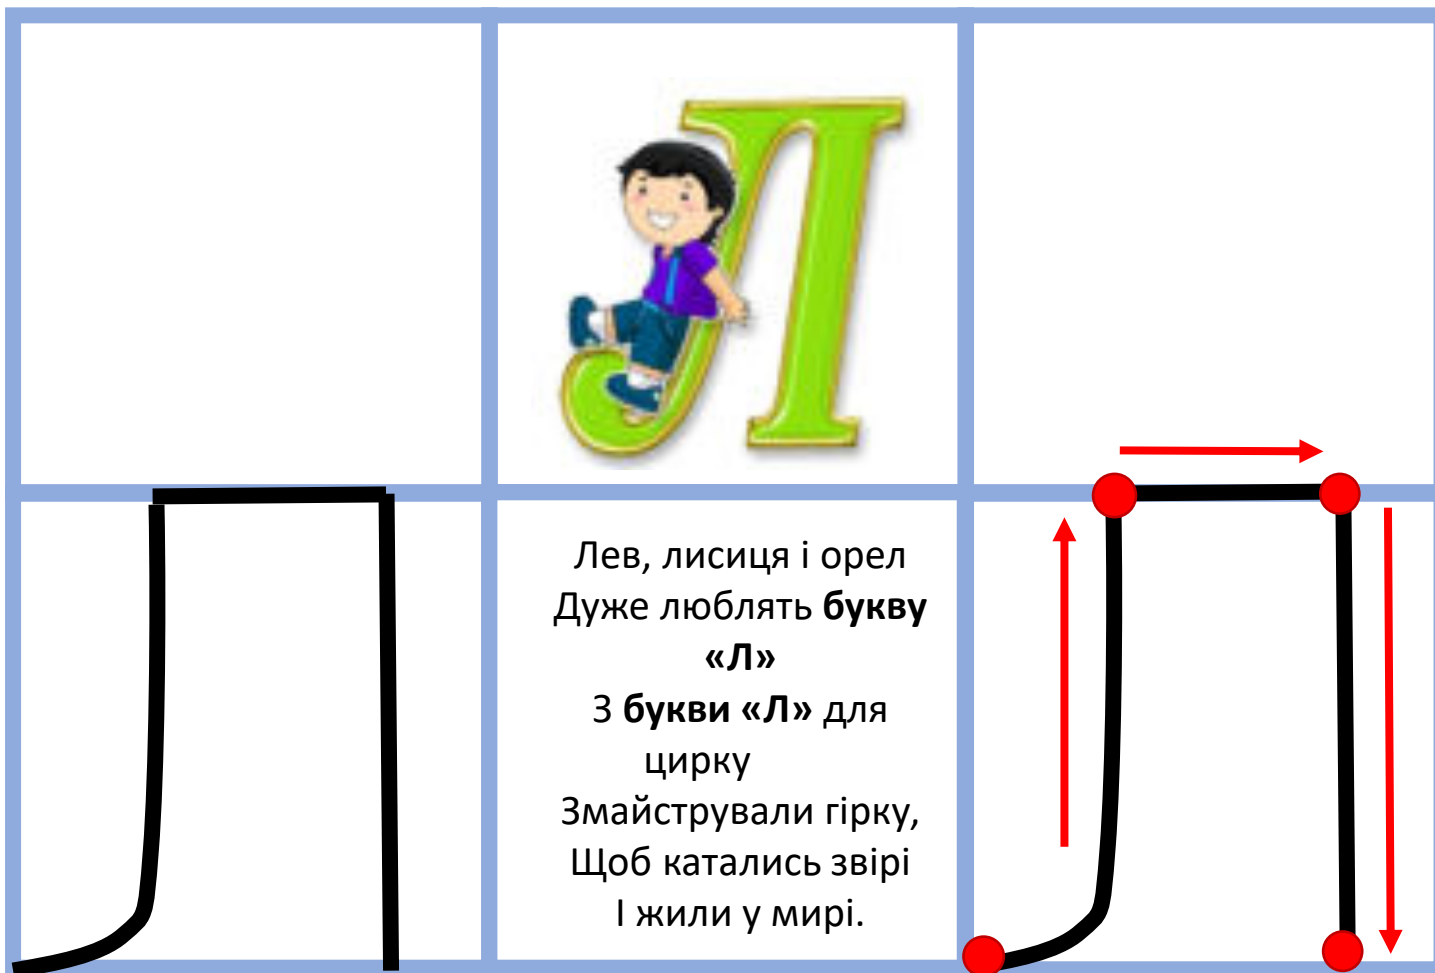 Л
Лев, лисиця і орел
Дуже люблять букву
«Л»
З букви «Л» для
цирку
Змайстрували гірку,
Щоб катались звірі
І жили у мирі.
Л
Л